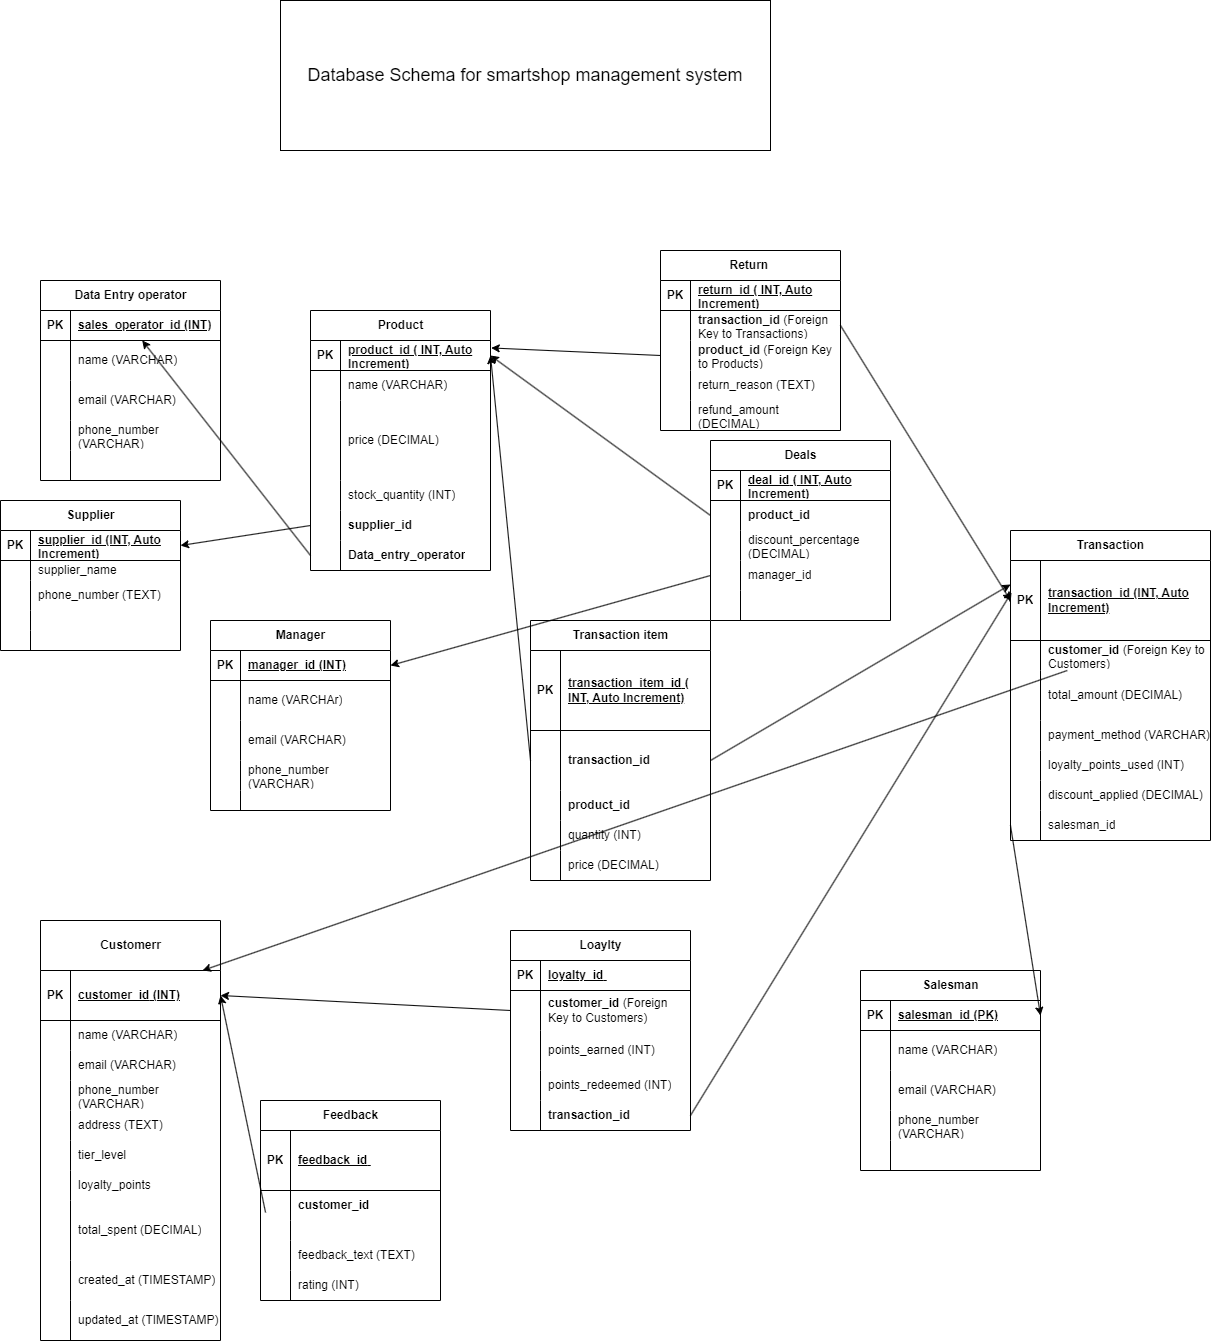 Database Schema for smartshop management system
Return
PK
return_id ( INT, Auto
Increment)
transaction_id (Foreign
Key to Transactions)
product_id (Foreign Key
to Products)
return_reason (TEXT)
refund_amount
(DECIMAL)
Data Entry operator
PK
sales_operator_id (INT)
name (VARCHAR)
email (VARCHAR)
phone_number
(VARCHAR)
Product
PK
product_id ( INT, Auto
Increment)
name (VARCHAR)
price (DECIMAL)
stock_quantity (INT)
supplier_id
Data_entry_operator
Deals
PK
deal_id ( INT, Auto
Increment)
product_id
discount_percentage
(DECIMAL)
manager_id
Supplier
PK
supplier_id (INT, Auto
Increment)
supplier_name
phone_number (TEXT)
Transaction
PK
transaction_id (INT, Auto
Increment)
customer_id (Foreign Key to
Customers)
total_amount (DECIMAL)
payment_method (VARCHAR)
loyalty_points_used (INT)
discount_applied (DECIMAL)
salesman_id
Manager
PK
manager_id (INT)
name (VARCHAr)
email (VARCHAR)
phone_number
(VARCHAR)
Transaction item
PK
transaction_item_id (
INT, Auto Increment)
transaction_id
product_id
quantity (INT)
price (DECIMAL)
Customerr
PK
customer_id (INT)
name (VARCHAR)
email (VARCHAR)
phone_number
(VARCHAR)
address (TEXT)
tier_level
loyalty_points
total_spent (DECIMAL)
created_at (TIMESTAMP)
updated_at (TIMESTAMP)
Loaylty
PK
loyalty_id
customer_id (Foreign
Key to Customers)
points_earned (INT)
points_redeemed (INT)
transaction_id
Salesman
PK
salesman_id (PK)
name (VARCHAR)
email (VARCHAR)
phone_number
(VARCHAR)
Feedback
PK
feedback_id
customer_id
feedback_text (TEXT)
rating (INT)